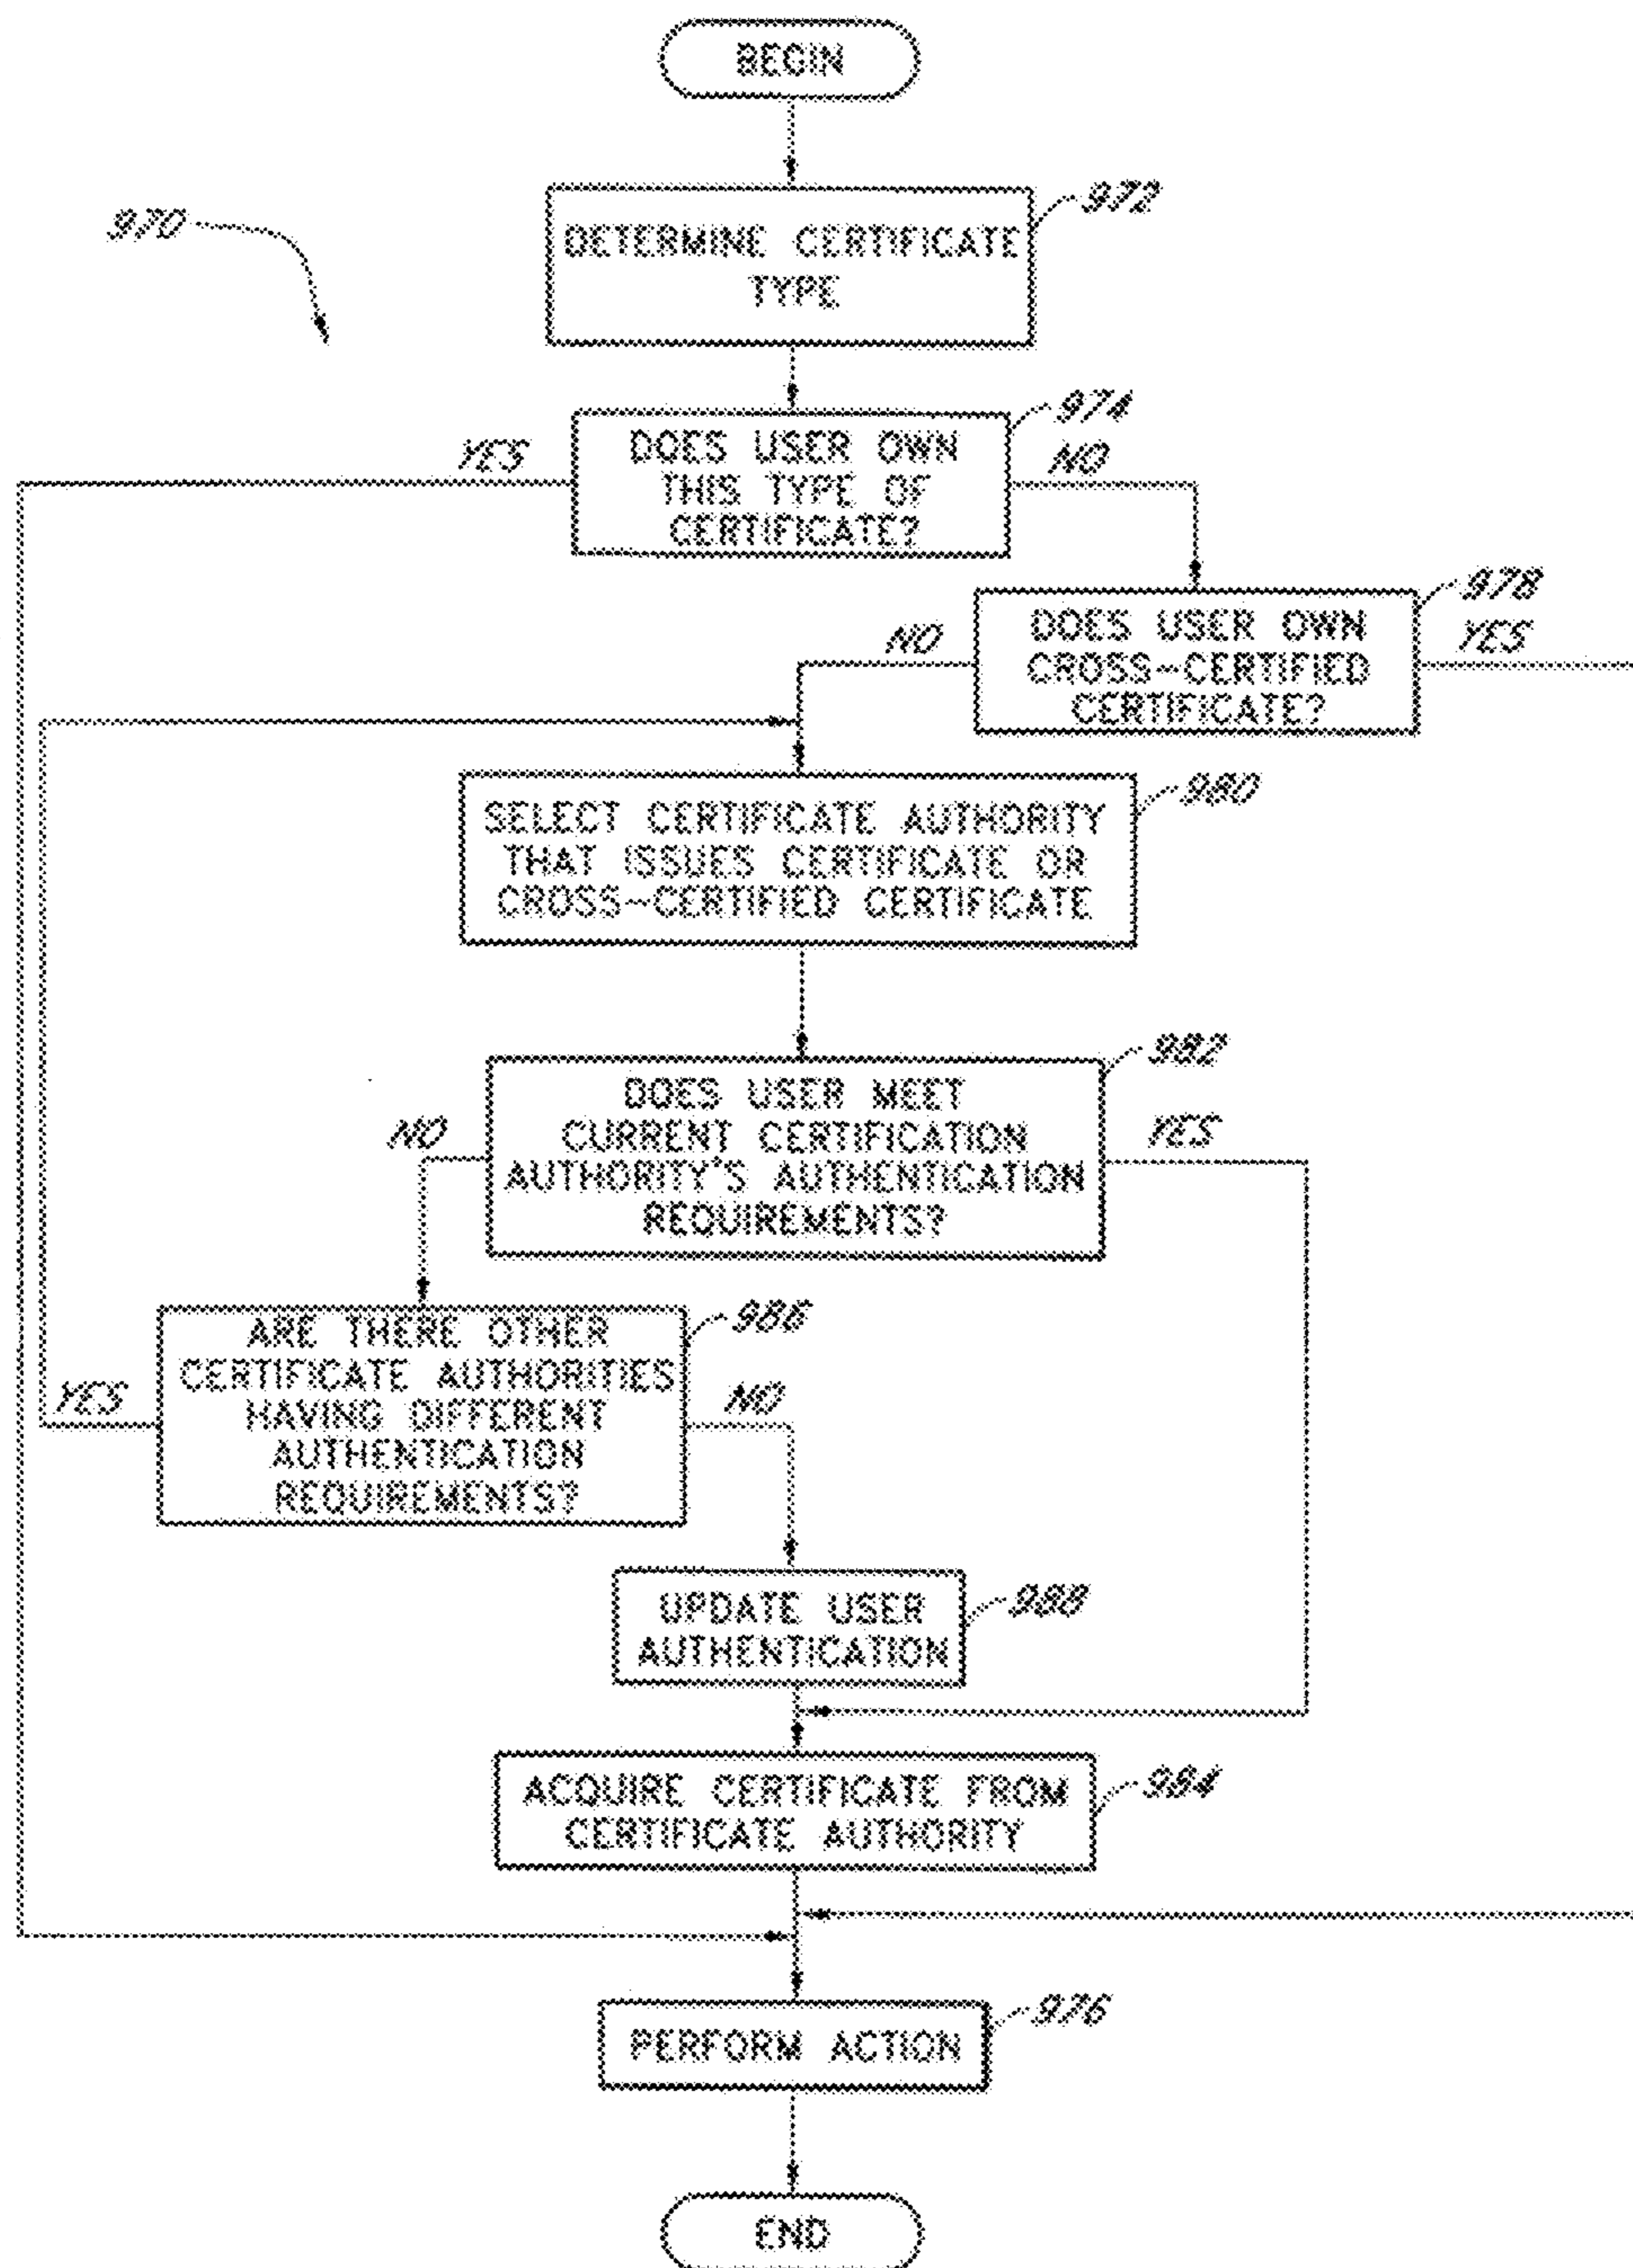 BEGIN
970
972
DETERMINE CERTIFICATE
TYPE
974
YES
DOES USER OWN
THIS TYPE OF
CERTIFICATE?
NO
978
NO
DOES USER OWN
CROSS-CERTIFIED
CERTIFICATE?
YES
980
SELECT CERTIFICATE AUTHORITY
THAT ISSUES CERTIFICATE OR
CROSS-CERTIFIED CERTIFICATE
982
NO
DOES USER MEET
CURRENT CERTIFICATION
AUTHORITY'S AUTHENTICATION
REQUIREMENTS?
YES
986
YES
ARE THERE OTHER
CERTIFICATE AUTHORITIES
HAVING DIFFERENT
AUTHENTICATION
REQUIREMENTS?
NO
988
UPDATE USER
AUTHENTICATION
984
ACQUIRE CERTIFICATE FROM
CERTIFICATE AUTHORITY
976
PERFORM ACTION
END